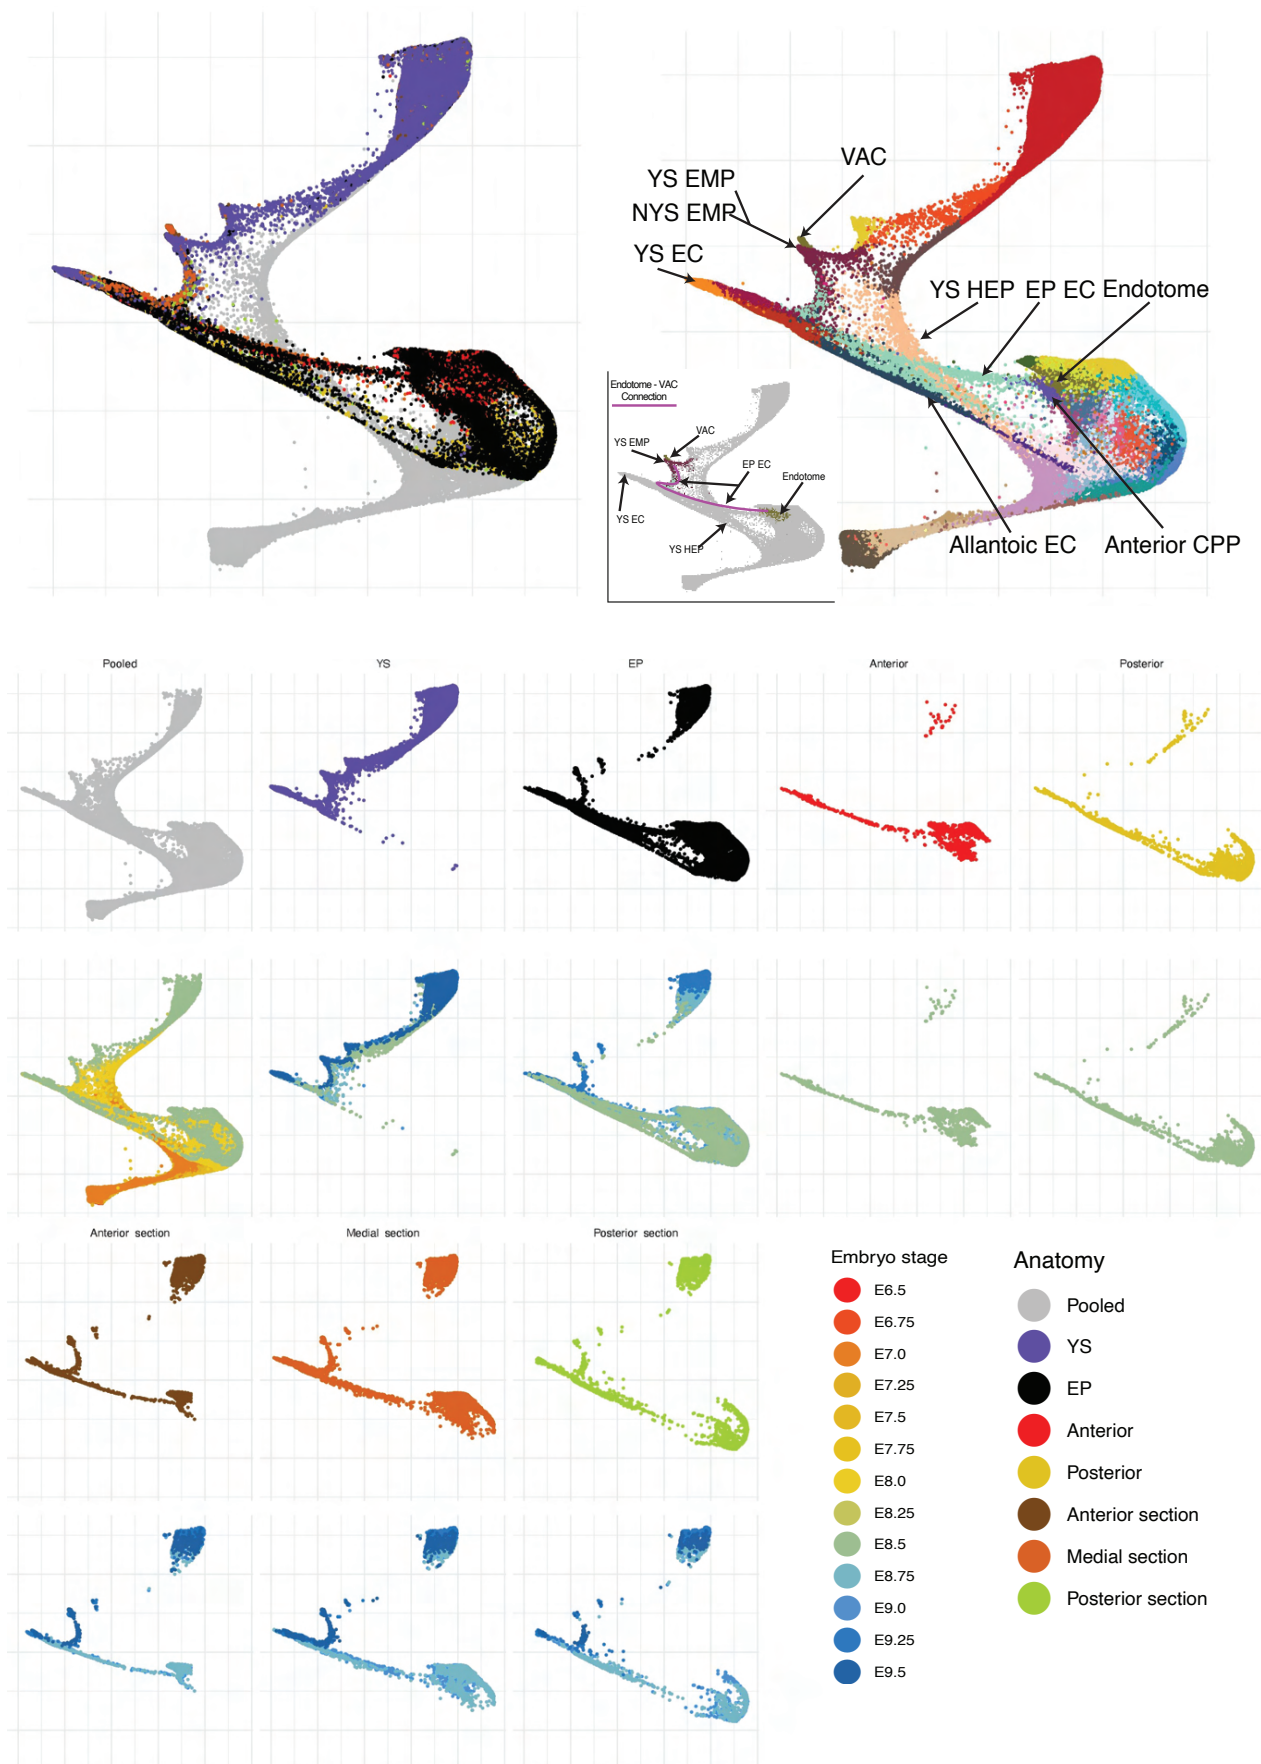 VAC
YS EMP
NYS EMP
YS EC
YS HEP
EP EC
Endotome
Allantoic EC
Anterior CPP
Endotome - VAC
Connection
VAC
YS EMP
EP EC
Endotome
YS EC
YS HEP
Pooled
YS
EP
Anterior
Posterior
Anterior section
Medial section
Posterior section
Embryo stage
E6.5
E6.75
E7.0
E7.25
E7.5
E7.75
E8.0
E8.25
E8.5
E8.75
E9.0
E9.25
E9.5
Anatomy
Pooled
YS
EP
Anterior
Posterior
Anterior section
Medial section
Posterior section